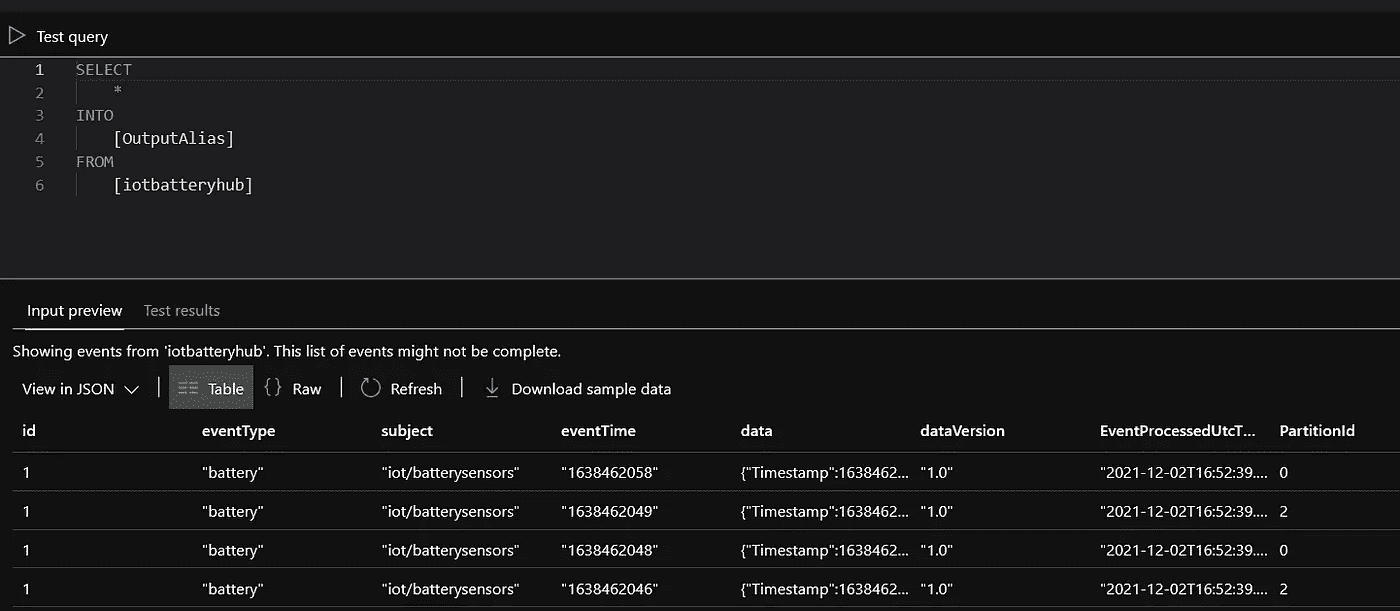 Test query
1 SELECT
2 *
3 INTO
4 [OutputAlias]
5 FROM
6 [iotbatteryhub]
Input preview Test results
Showing events from 'iotbatteryhub'. This list of events might not be complete.
View in JSON | Table {} Raw | Refresh | Download sample data
id eventType subject eventTime data dataVersion EventProcessedUtcT... PartitionId
1 "battery" "iot/batterysensors" "1638462058" {"Timestamp":1638462... "1.0" "2021-12-02T16:52:39.... 0
1 "battery" "iot/batterysensors" "1638462049" {"Timestamp":1638462... "1.0" "2021-12-02T16:52:39.... 2
1 "battery" "iot/batterysensors" "1638462048" {"Timestamp":1638462... "1.0" "2021-12-02T16:52:39.... 0
1 "battery" "iot/batterysensors" "1638462046" {"Timestamp":1638462... "1.0" "2021-12-02T16:52:39.... 2